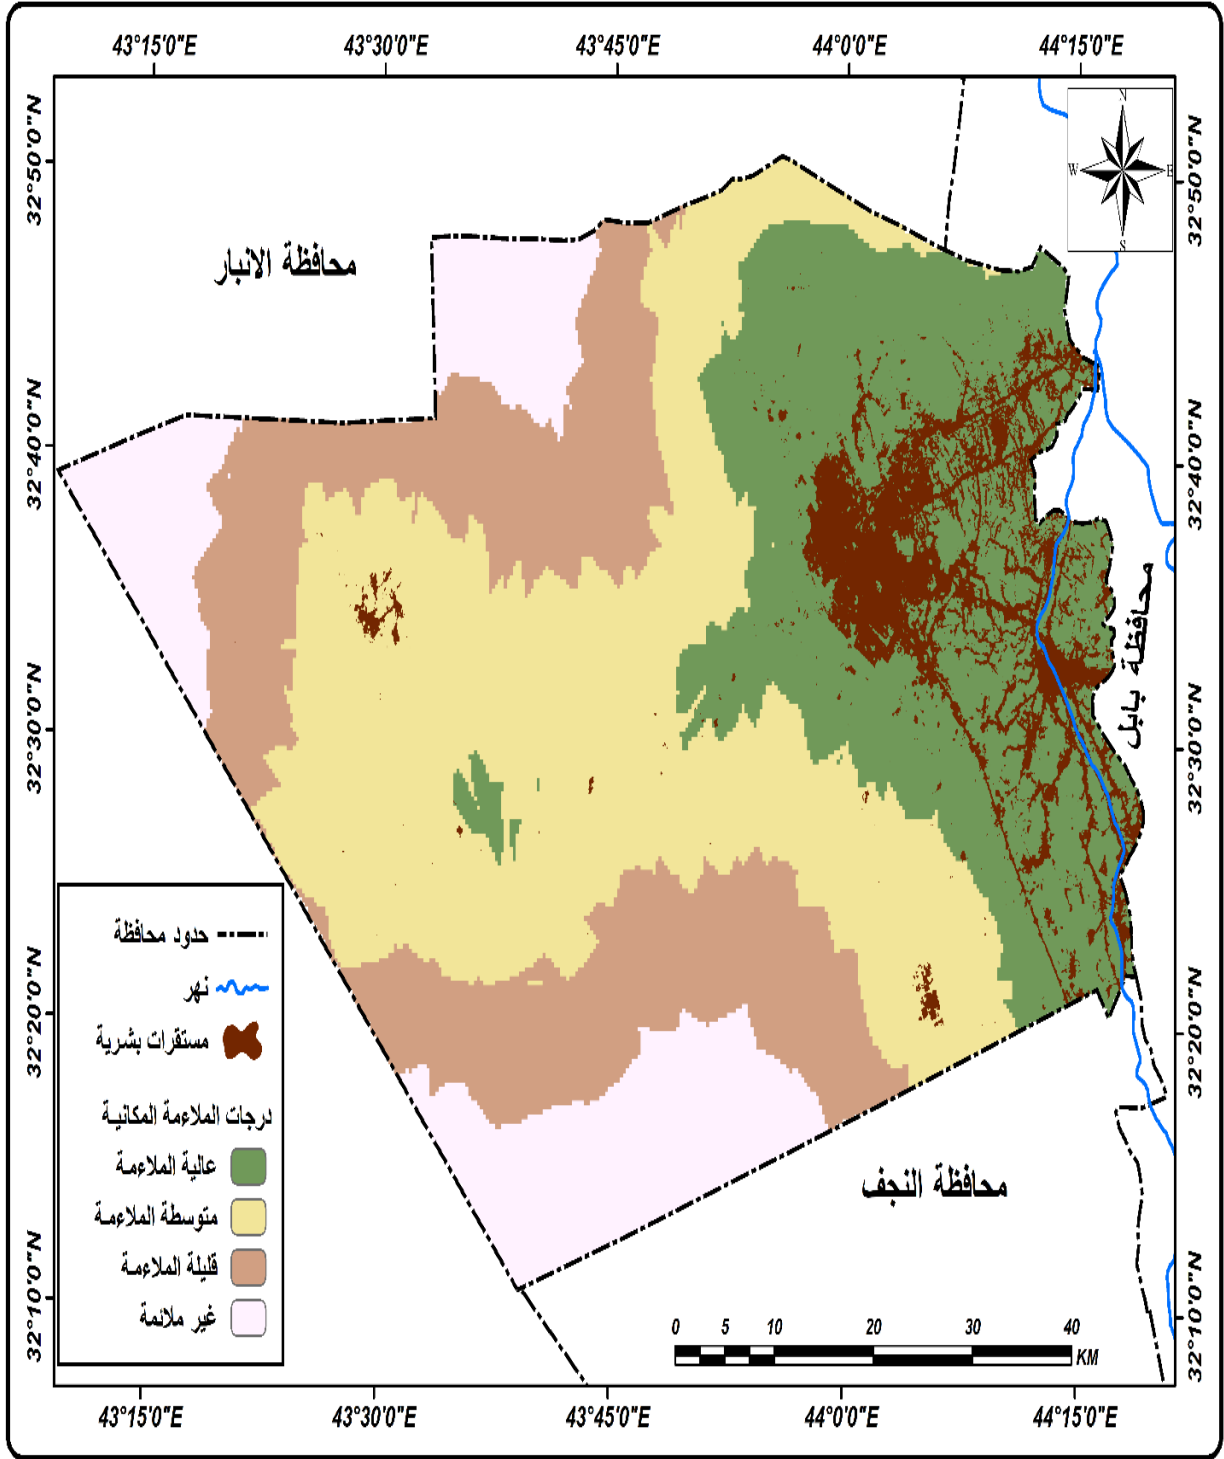 43°15'0"E 43°30'0"E 43°45'0"E 44°0'0"E 44°15'0"E
32°50'0"N
32°40'0"N
32°30'0"N
32°20'0"N
32°10'0"N
32°50'0"N
32°40'0"N
32°30'0"N
32°20'0"N
32°10'0"N
N
W E
S
محافظة الانبار
محافظة بابل
محافظة النجف
حدود محافظة
نهر
مستقرات بشرية
درجات الملاءمة المكانية
عالية الملاءمة
متوسطة الملاءمة
قليلة الملاءمة
غير ملائمة
0 5 10 20 30 40
KM
43°15'0"E 43°30'0"E 43°45'0"E 44°0'0"E 44°15'0"E